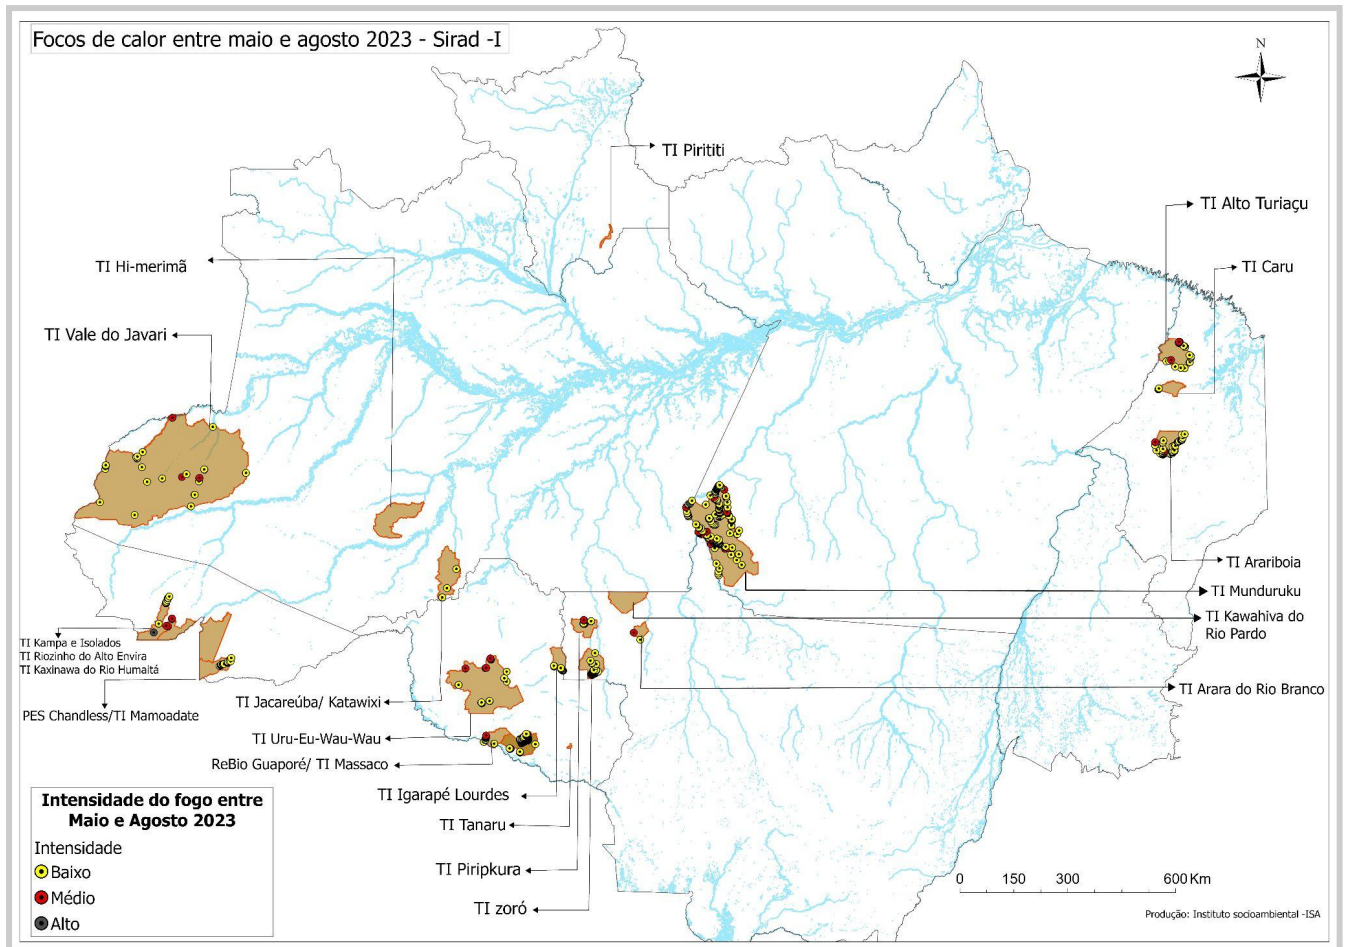 Focos de calor entre maio e agosto 2023 - Sirad -I
N
TI Pirititi
TI Alto Turiaçu
TI Caru
TI Hi-merimã
TI Vale do Javari
TI Arariboia
TI Munduruku
TI Kawahiva do
Rio Pardo
TI Kampa e Isolados
TI Riozinho do Alto Envira
TI Kaxinawa do Rio Humaitá
TI Arara do Rio Branco
PES Chandless/TI Mamoadate
TI Jacareúba/ Katawixi
TI Uru-Eu-Wau-Wau
ReBio Guaporé/ TI Massaco
TI Igarapé Lourdes
TI Tanaru
TI Piripkura
TI zoró
Intensidade do fogo entre
Maio e Agosto 2023
Intensidade
Baixo
Médio
Alto
0 150 300 600 Km
Produção: Instituto socioambiental -ISA